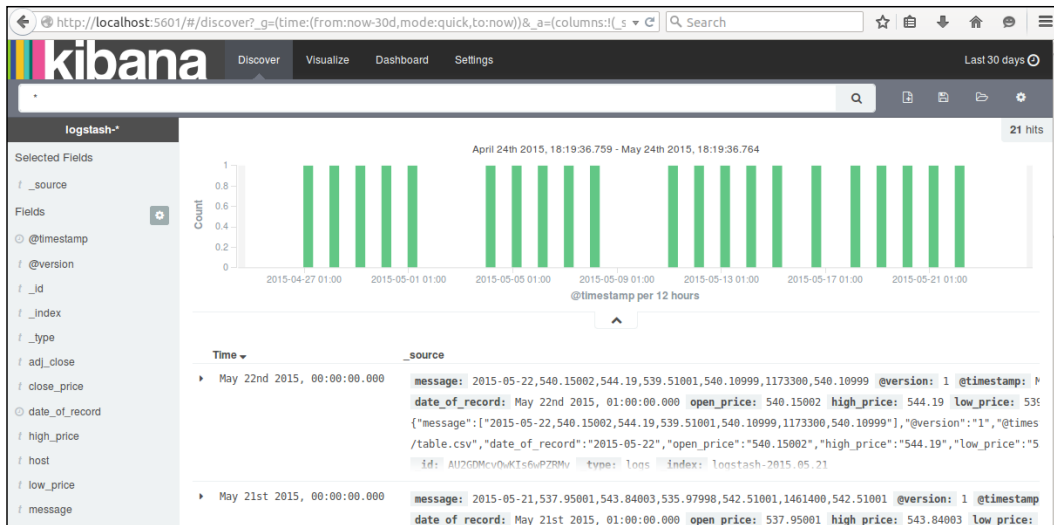 http://localhost:5601/#/discover?_g=(time:(from:now-30d,mode:quick,to:now))&_a=(columns:!(_s
Search
kibana
Discover Visualize Dashboard Settings
Last 30 days
*
logstash-*
21 hits
Selected Fields
t _source
Fields
@timestamp
t @version
t _id
t _index
t _type
t adj_close
t close_price
date_of_record
t high_price
t host
t low_price
t message
April 24th 2015, 18:19:36.759 - May 24th 2015, 18:19:36.764
Count
1
0.8
0.6
0.4
0.2
0
2015-04-27 01:00 2015-05-01 01:00 2015-05-05 01:00 2015-05-09 01:00 2015-05-13 01:00 2015-05-17 01:00 2015-05-21 01:00
@timestamp per 12 hours
Time _source
May 22nd 2015, 00:00:00.000
message: 2015-05-22,540.15002,544.19,539.51001,540.10999,1173300,540.10999 @version: 1 @timestamp: M
date_of_record: May 22nd 2015, 01:00:00.000 open_price: 540.15002 high_price: 544.19 low_price: 539
{"message":["2015-05-22,540.15002,544.19,539.51001,540.10999,1173300,540.10999"],"@version":"1","@times
/table.csv","date_of_record":"2015-05-22","open_price":"540.15002","high_price":"544.19","low_price":"5
_id: AU2GDMcvQwKIs6wPZRMv _type: logs _index: logstash-2015.05.21
May 21st 2015, 00:00:00.000
message: 2015-05-21,537.95001,543.84003,535.97998,542.51001,1461400,542.51001 @version: 1 @timestamp
date_of_record: May 21st 2015, 01:00:00.000 open_price: 537.95001 high_price: 543.84003 low_price: